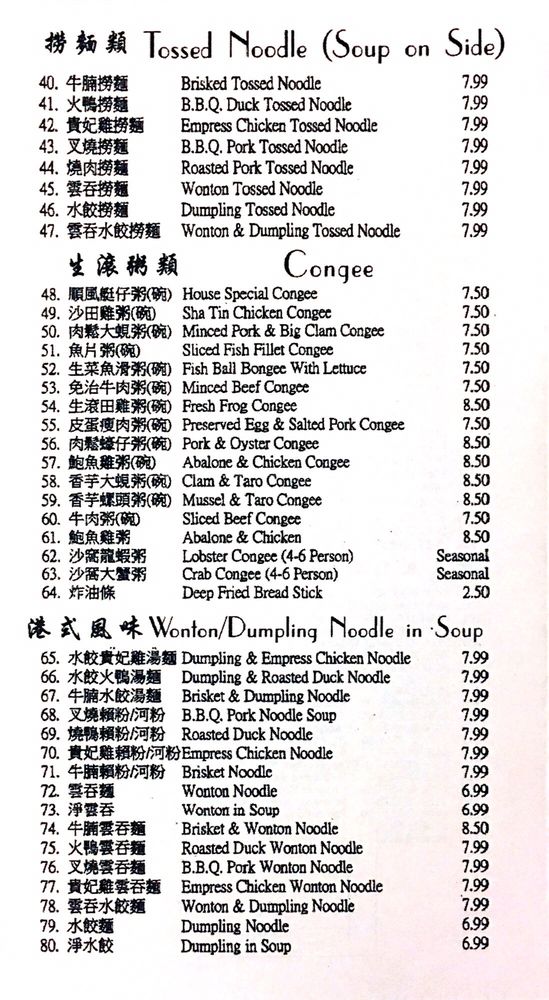 撈麵類 Tossed Noodle (Soup on Side)
40. 牛腩撈麵 Brisked Tossed Noodle 7.99
41. 火鴨撈麵 B.B.Q. Duck Tossed Noodle 7.99
42. 貴妃雞撈麵 Empress Chicken Tossed Noodle 7.99
43. 叉燒撈麵 B.B.Q. Pork Tossed Noodle 7.99
44. 燒肉撈麵 Roasted Pork Tossed Noodle 7.99
45. 雲吞撈麵 Wonton Tossed Noodle 7.99
46. 水餃撈麵 Dumpling Tossed Noodle 7.99
47. 雲吞水餃撈麵 Wonton & Dumpling Tossed Noodle 7.99
生滾粥類 Congee
48. 順風艇仔粥(碗) House Special Congee 7.50
49. 沙田雞粥(碗) Sha Tin Chicken Congee 7.50
50. 肉鬆大蜆粥(碗) Minced Pork & Big Clam Congee 7.50
51. 魚片粥(碗) Sliced Fish Fillet Congee 7.50
52. 生菜魚滑粥(碗) Fish Ball Bongee With Lettuce 7.50
53. 免治牛肉粥(碗) Minced Beef Congee 7.50
54. 生滾田雞粥(碗) Fresh Frog Congee 8.50
55. 皮蛋瘦肉粥(碗) Preserved Egg & Salted Pork Congee 7.50
56. 肉鬆蠔仔粥(碗) Pork & Oyster Congee 8.50
57. 鮑魚雞粥(碗) Abalone & Chicken Congee 8.50
58. 香芋大蜆粥(碗) Clam & Taro Congee 8.50
59. 香芋螺頭粥(碗) Mussel & Taro Congee 8.50
60. 牛肉粥(碗) Sliced Beef Congee 7.50
61. 鮑魚雞粥 Abalone & Chicken 8.50
62. 沙窩龍蝦粥 Lobster Congee (4-6 Person) Seasonal
63. 沙窩大蟹粥 Crab Congee (4-6 Person) Seasonal
64. 炸油條 Deep Fried Bread Stick 2.50
港式風味 Wonton/Dumpling Noodle in Soup
65. 水餃貴妃雞湯麵 Dumpling & Empress Chicken Noodle 7.99
66. 水餃火鴨湯麵 Dumpling & Roasted Duck Noodle 7.99
67. 牛腩水餃湯麵 Brisket & Dumpling Noodle 7.99
68. 叉燒賴粉/河粉 B.B.Q. Pork Noodle Soup 7.99
69. 燒鴨賴粉/河粉 Roasted Duck Noodle 7.99
70. 貴妃雞賴粉/河粉 Empress Chicken Noodle 7.99
71. 牛腩賴粉/河粉 Brisket Noodle 7.99
72. 雲吞麵 Wonton Noodle 6.99
73. 淨雲吞 Wonton in Soup 6.99
74. 牛腩雲吞麵 Brisket & Wonton Noodle 8.50
75. 火鴨雲吞麵 Roasted Duck Wonton Noodle 7.99
76. 叉燒雲吞麵 B.B.Q. Pork Wonton Noodle 7.99
77. 貴妃雞雲吞麵 Empress Chicken Wonton Noodle 7.99
78. 雲吞水餃麵 Wonton & Dumpling Noodle 7.99
79. 水餃麵 Dumpling Noodle 6.99
80. 淨水餃 Dumpling in Soup 6.99